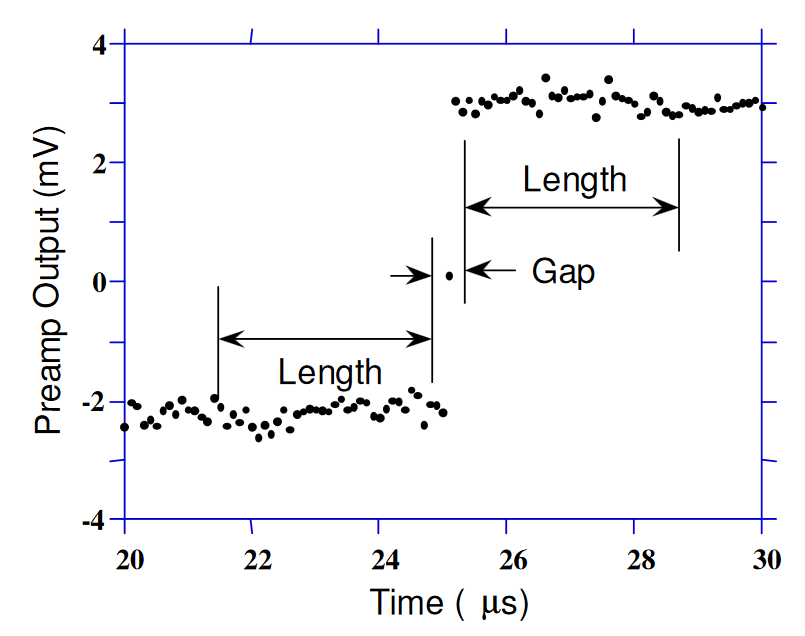 4
2
0
-2
-4
Preamp Output (mV)
Length
Gap
Length
20 22 24 26 28 30
Time ( μs)